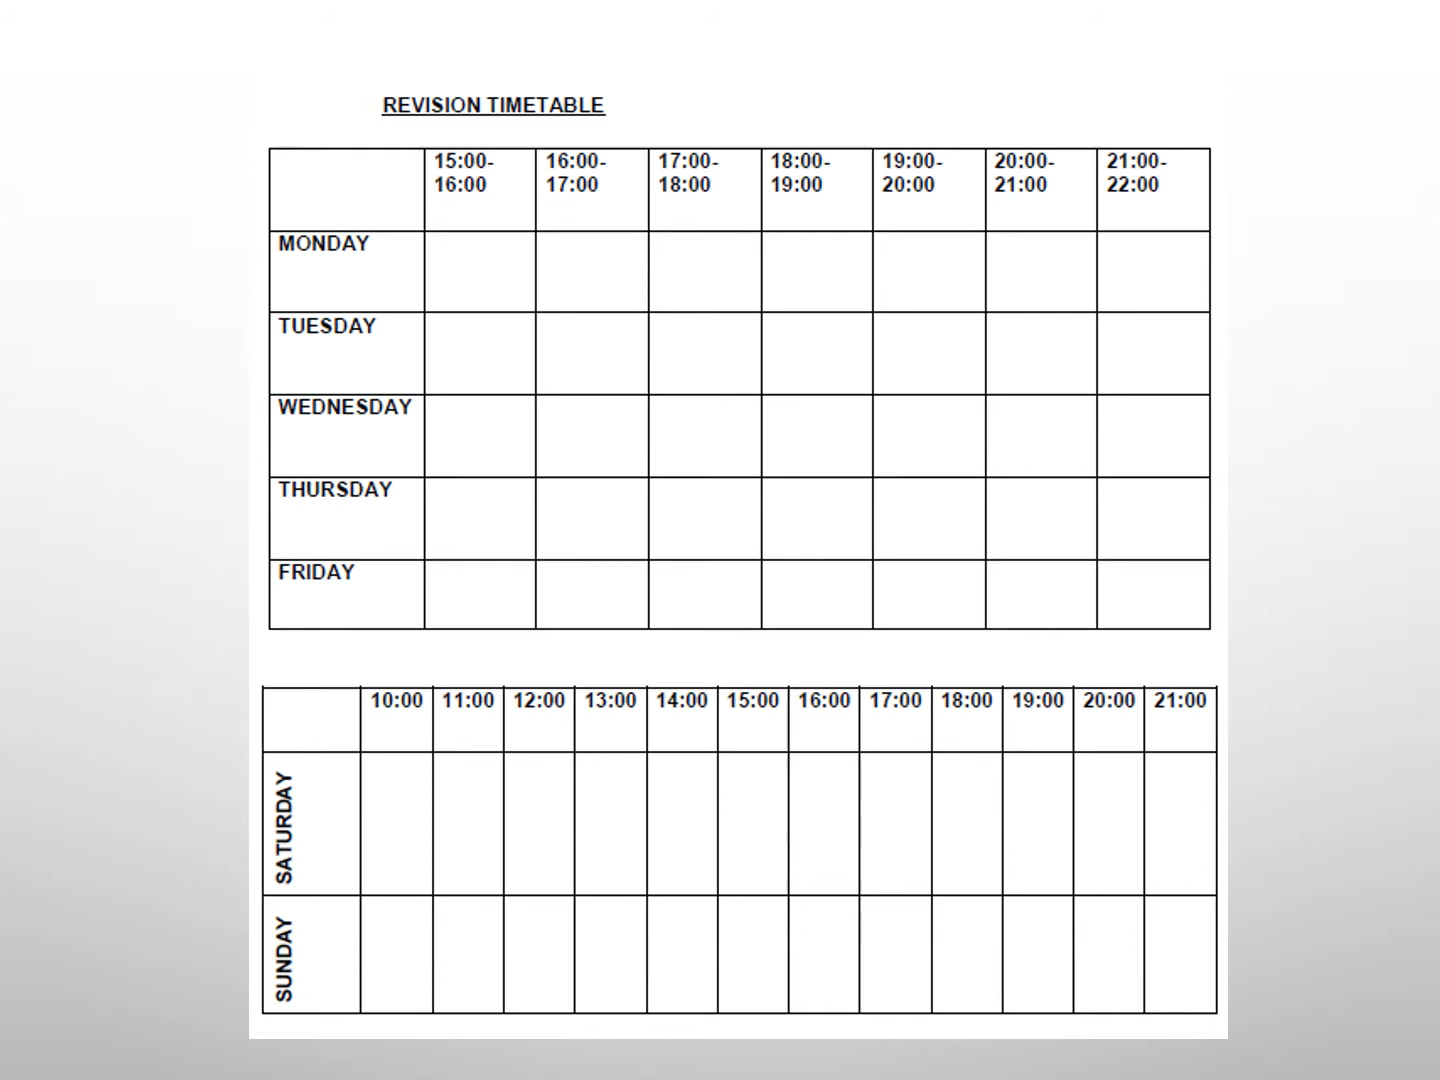 REVISION TIMETABLE
15:00-
16:00
16:00-
17:00
17:00-
18:00
18:00-
19:00
19:00-
20:00
20:00-
21:00
21:00-
22:00
MONDAY
TUESDAY
WEDNESDAY
THURSDAY
FRIDAY
10:00 11:00 12:00 13:00 14:00 15:00 16:00 17:00 18:00 19:00 20:00 21:00
SATURDAY
SUNDAY